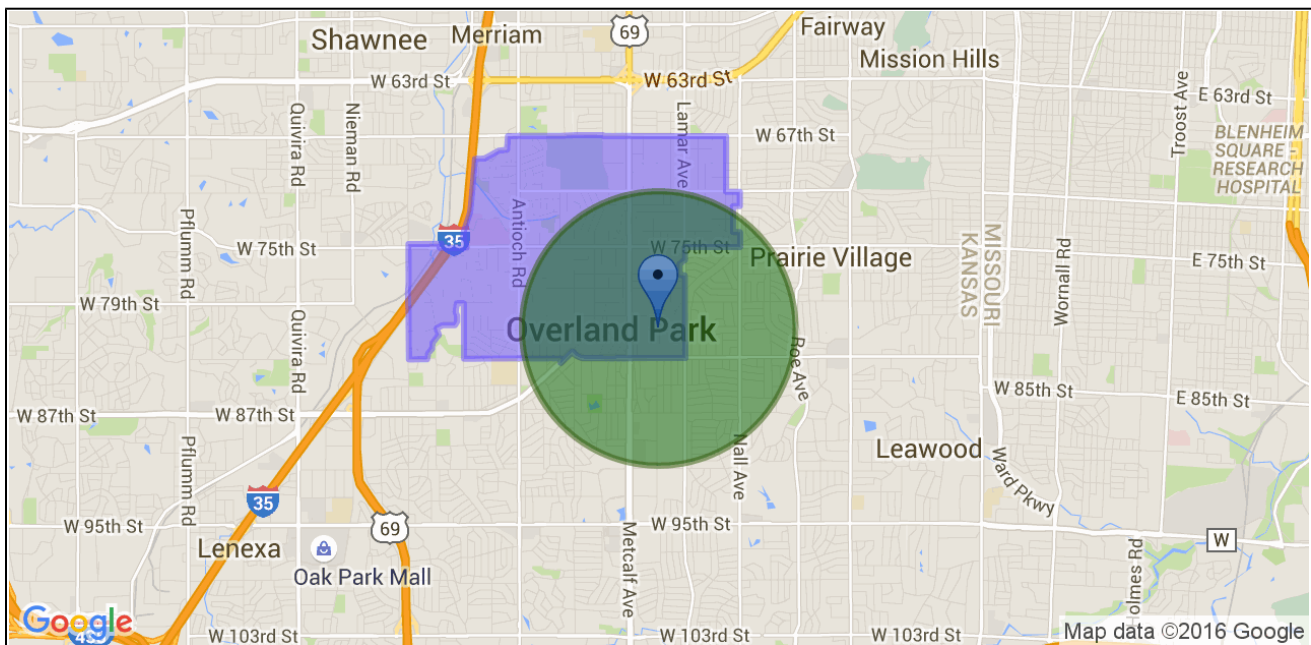 Shawnee
Merriam
69
Fairway
Mission Hills
W 63rd St
W 63rd St
E 63rd St
Quivira Rd
Nieman Rd
Lamar Ave
W 67th St
Troost Ave
BLENHEIM
SQUARE -
RESEARCH
HOSPITAL
Pflumm Rd
Antioch Rd
W 75th St
35
W 75th St
Prairie Village
MISSOURI
KANSAS
Wornall Rd
E 75th St
W 79th St
Quivira Rd
Overland Park
Roe Ave
W 85th St
E 85th St
W 87th St
W 87th St
Pflumm Rd
Nall Ave
Leawood
Ward Pkwy
35
W 95th St
69
Metcalf Ave
W 95th St
W
Lenexa
Oak Park Mall
Holmes Rd
Google
435
W 103rd St
W 103rd St
W 103rd St
Map data ©2016 Google